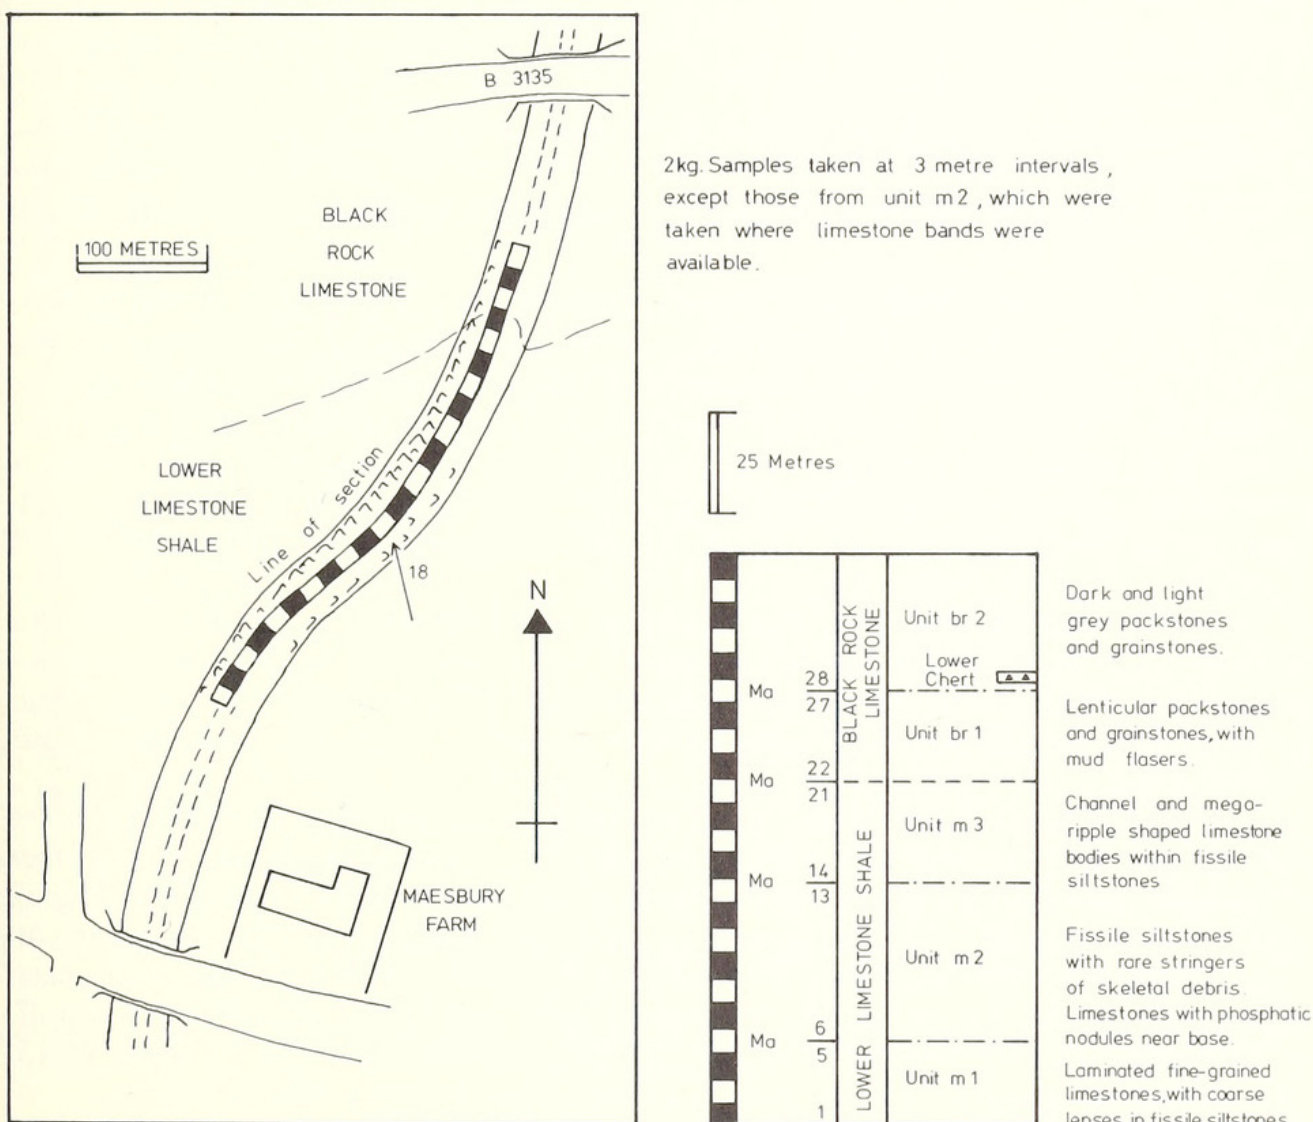 B 3135
BLACK
ROCK
LIMESTONE
100 METRES
LOWER
LIMESTONE
SHALE
Line of section
18
N
MAESBURY
FARM
2kg. Samples taken at 3 metre intervals,
except those from unit m2, which were
taken where limestone bands were
available.
25 Metres
BLACK ROCK
LIMESTONE
LOWER LIMESTONE SHALE
Unit br 2
Lower
Chert
Ma 28
27
Unit br 1
Ma 22
21
Unit m 3
Ma 14
13
Unit m 2
Ma 6
5
Unit m 1
1
Dark and light
grey packstones
and grainstones.
Lenticular packstones
and grainstones, with
mud flasers.
Channel and mega-
ripple shaped limestone
bodies within fissile
siltstones
Fissile siltstones
with rare stringers
of skeletal debris.
Limestones with phosphatic
nodules near base.
Laminated fine-grained
limestones, with coarse
lenses in fissile siltstones